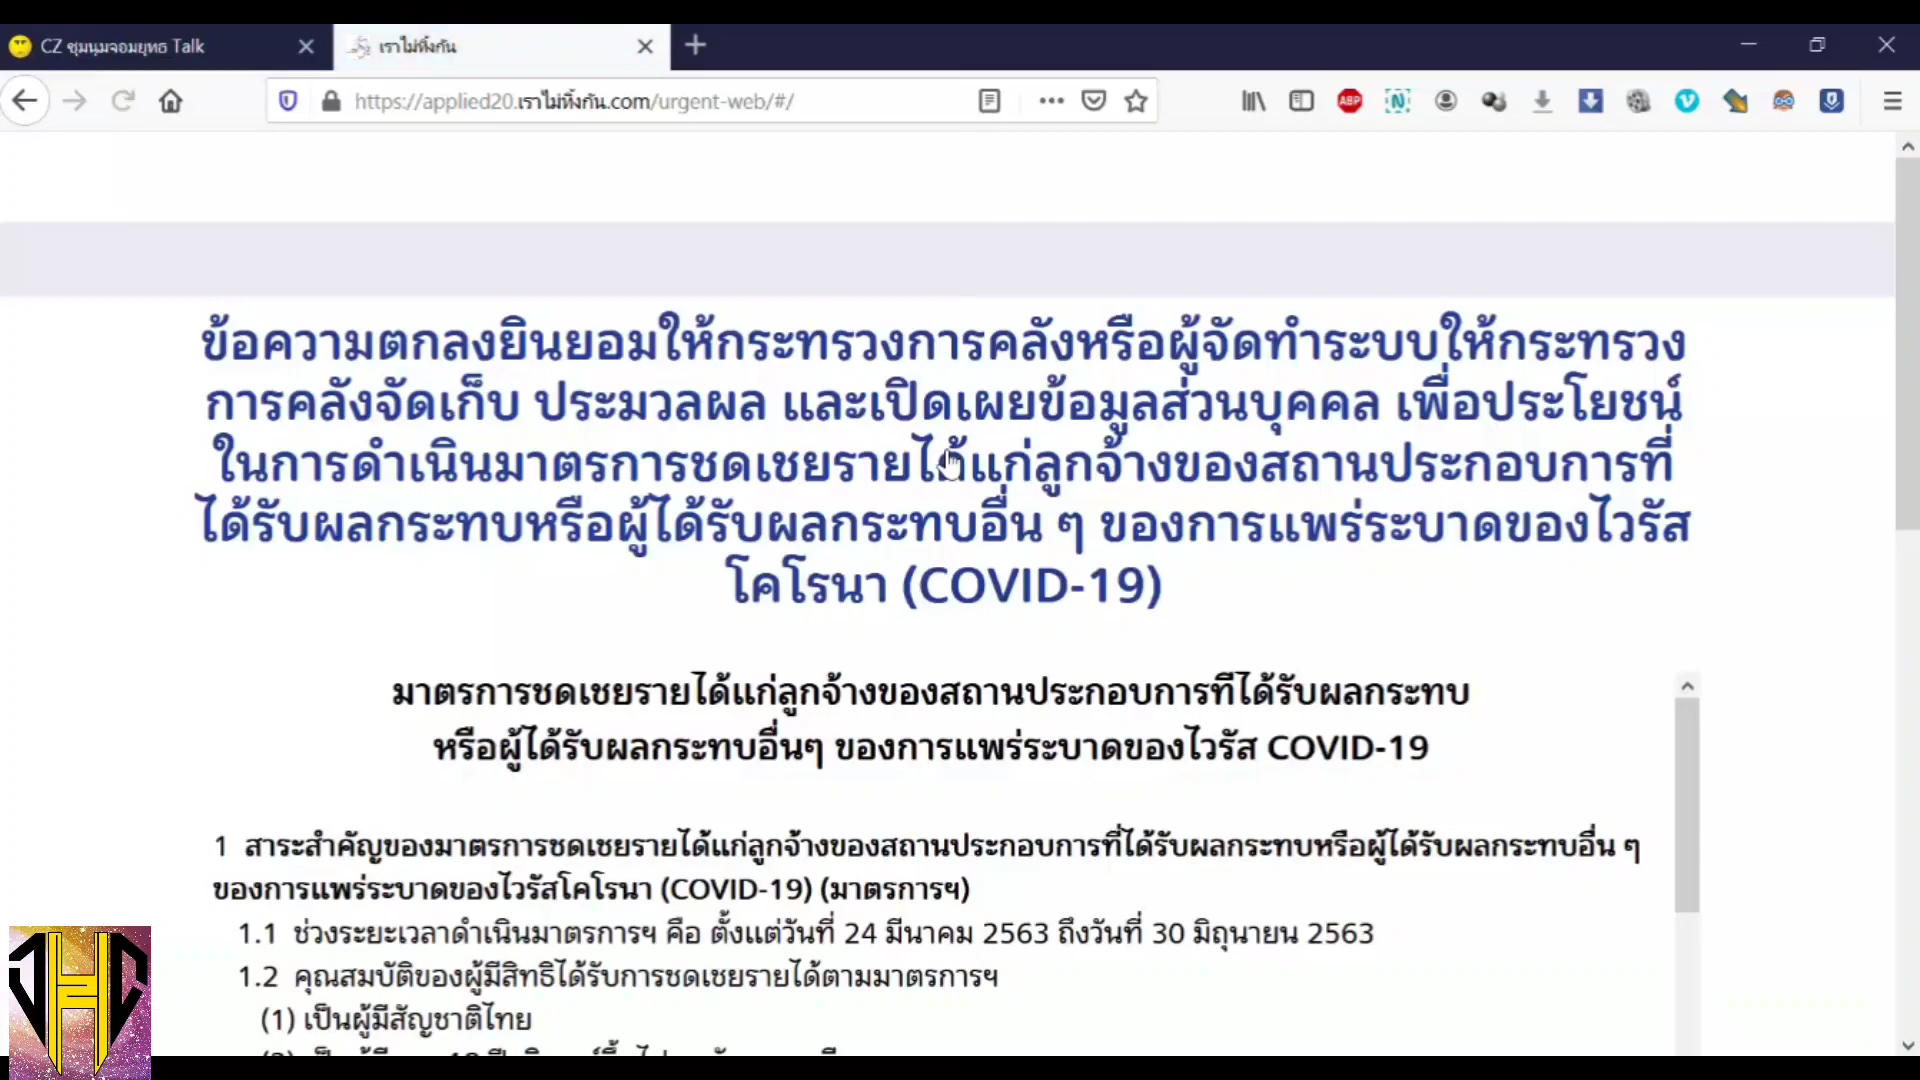 CZ ชุมนุมจอมยุทธ Talk
เราไม่ทิ้งกัน
https://applied20.เราไม่ทิ้งกัน.com/urgent-web/#/
ABP
N
ข้อความตกลงยินยอมให้กระทรวงการคลังหรือผู้จัดทำระบบให้กระทรวง
การคลังจัดเก็บ ประมวลผล และเปิดเผยข้อมูลส่วนบุคคล เพื่อประโยชน์
ในการดำเนินมาตรการชดเชยรายได้แก่ลูกจ้างของสถานประกอบการที่
ได้รับผลกระทบหรือผู้ได้รับผลกระทบอื่น ๆ ของการแพร่ระบาดของไวรัส
โคโรนา (COVID-19)
มาตรการชดเชยรายได้แก่ลูกจ้างของสถานประกอบการทีได้รับผลกระทบ
หรือผู้ได้รับผลกระทบอื่นๆ ของการแพร่ระบาดของไวรัส COVID-19
1 สาระสำคัญของมาตรการชดเชยรายได้แก่ลูกจ้างของสถานประกอบการที่ได้รับผลกระทบหรือผู้ได้รับผลกระทบอื่น ๆ
ของการแพร่ระบาดของไวรัสโคโรนา (COVID-19) (มาตรการฯ)
1.1 ช่วงระยะเวลาดำเนินมาตรการฯ คือ ตั้งแต่วันที่ 24 มีนาคม 2563 ถึงวันที่ 30 มิถุนายน 2563
1.2 คุณสมบัติของผู้มีสิทธิได้รับการชดเชยรายได้ตามมาตรการฯ
(1) เป็นผู้มีสัญชาติไทย